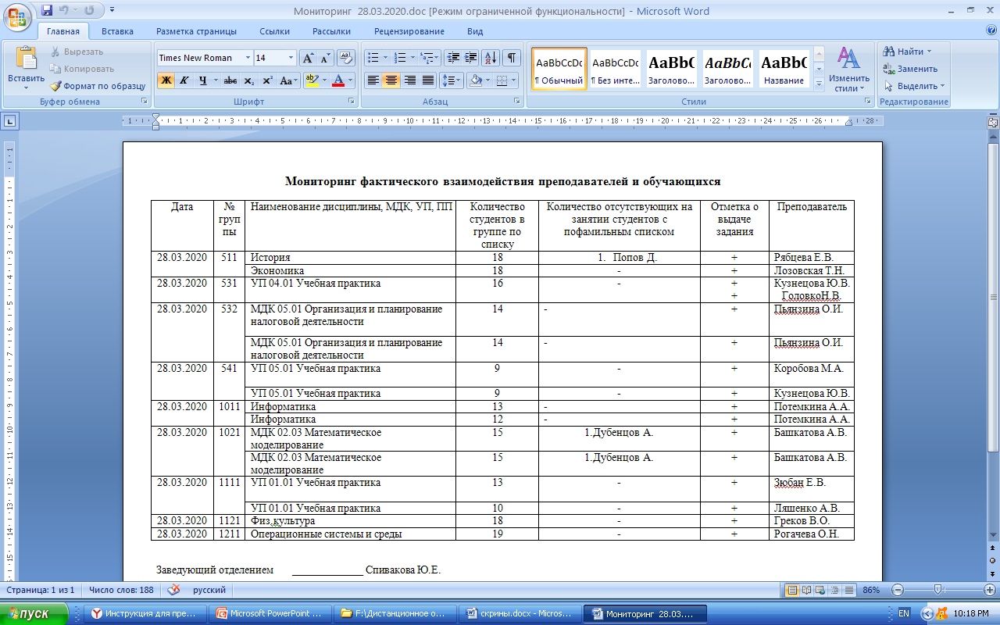 Мониторинг 28.03.2020.doc [Режим ограниченной функциональности] - Microsoft Word
Главная Вставка Разметка страницы Ссылки Рассылки Рецензирование Вид
Вставить
Вырезать
Копировать
Формат по образцу
Буфер обмена
Times New Roman 14
Ж К Ч abc x₂ x² Aa
Шрифт
Абзац
AaBbCcDc AaBbCcDc AaBbC AaBbCc AaBbC
¶ Обычный ¶ Без инте... Заголово... Заголово... Название
Изменить стили
Стили
Найти
Заменить
Выделить
Редактирование
Мониторинг фактического взаимодействия преподавателей и обучающихся
Дата
№ груп пы
Наименование дисциплины, МДК, УП, ПП
Количество студентов в группе по списку
Количество отсутствующих на занятии студентов с пофамильным списком
Отметка о выдаче задания
Преподаватель
28.03.2020 511 История 18 1. Попов Д. + Рябцева Е.В.
Экономика 18 - + Лозовская Т.Н.
28.03.2020 531 УП 04.01 Учебная практика 16 - + Кузнецова Ю.В.
+ ГоловкоН.В.
28.03.2020 532 МДК 05.01 Организация и планирование 14 - + Пьянзина О.И.
налоговой деятельности
МДК 05.01 Организация и планирование 14 - + Пьянзина О.И.
налоговой деятельности
28.03.2020 541 УП 05.01 Учебная практика 9 - + Коробова М.А.
УП 05.01 Учебная практика 9 - + Кузнецова Ю.В.
28.03.2020 1011 Информатика 13 - + Потемкина А.А.
Информатика 12 - + Потемкина А.А.
28.03.2020 1021 МДК 02.03 Математическое 15 1.Дубенцов А. + Башкатова А.В.
моделирование
МДК 02.03 Математическое 15 1.Дубенцов А. + Башкатова А.В.
моделирование
28.03.2020 1111 УП 01.01 Учебная практика 13 - + Зюбан Е.В.
УП 01.01 Учебная практика 10 - + Ляшенко А.В.
28.03.2020 1121 Физ.культура 18 - + Греков В.О.
28.03.2020 1211 Операционные системы и среды 19 - + Рогачева О.Н.
Заведующий отделением ______________ Спивакова Ю.Е.
Страница: 1 из 1 Число слов: 188 русский 86%
пуск Инструкция для пре... Microsoft PowerPoint ... F:\Дистанционное о... скрины.docx - Micros... Мониторинг 28.03.... EN 10:18 PM